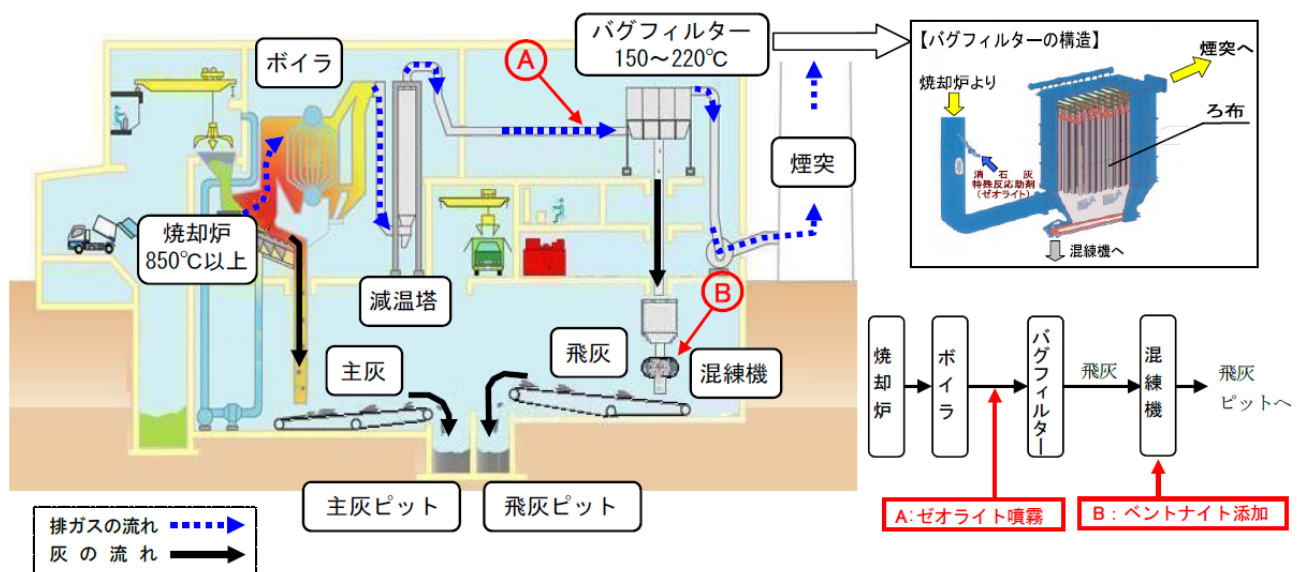 ボイラ
A
バグフィルター
150～220℃
焼却炉
850℃以上
減温塔
煙突
B
主灰
飛灰
混練機
主灰ピット
飛灰ピット
排ガスの流れ
灰の流れ
【バグフィルターの構造】
煙突へ
焼却炉より
ろ布
消石灰
特殊反応助剤
(ゼオライト)
混練機へ
焼却炉
ボイラ
バグフィルター
飛灰
混練機
飛灰
ピットへ
A:ゼオライト噴霧
B：ベントナイト添加